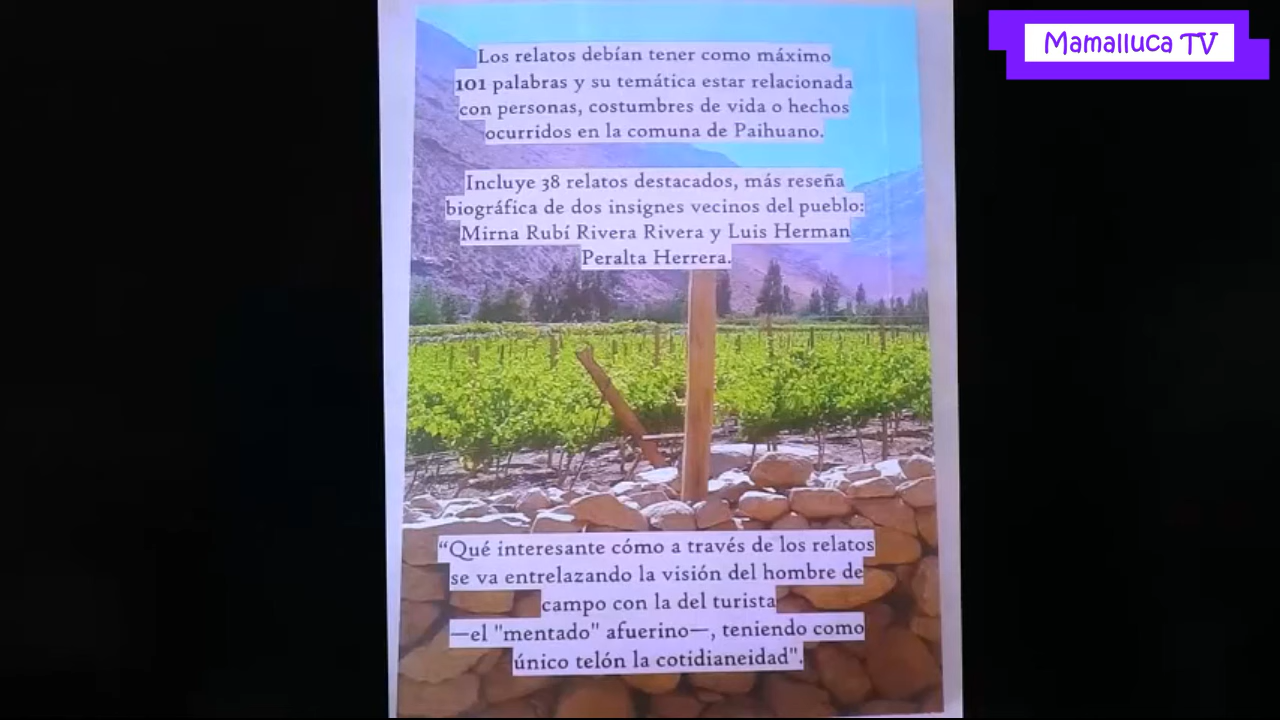 Mamalluca TV
Los relatos debían tener como máximo
101 palabras y su temática estar relacionada
con personas, costumbres de vida o hechos
ocurridos en la comuna de Paihuano.
Incluye 38 relatos destacados, más reseña
biográfica de dos insignes vecinos del pueblo:
Mirna Rubí Rivera Rivera y Luis Herman
Peralta Herrera.
“Qué interesante cómo a través de los relatos
se va entrelazando la visión del hombre de
campo con la del turista
—el "mentado" afuerino—, teniendo como
único telón la cotidianeidad".